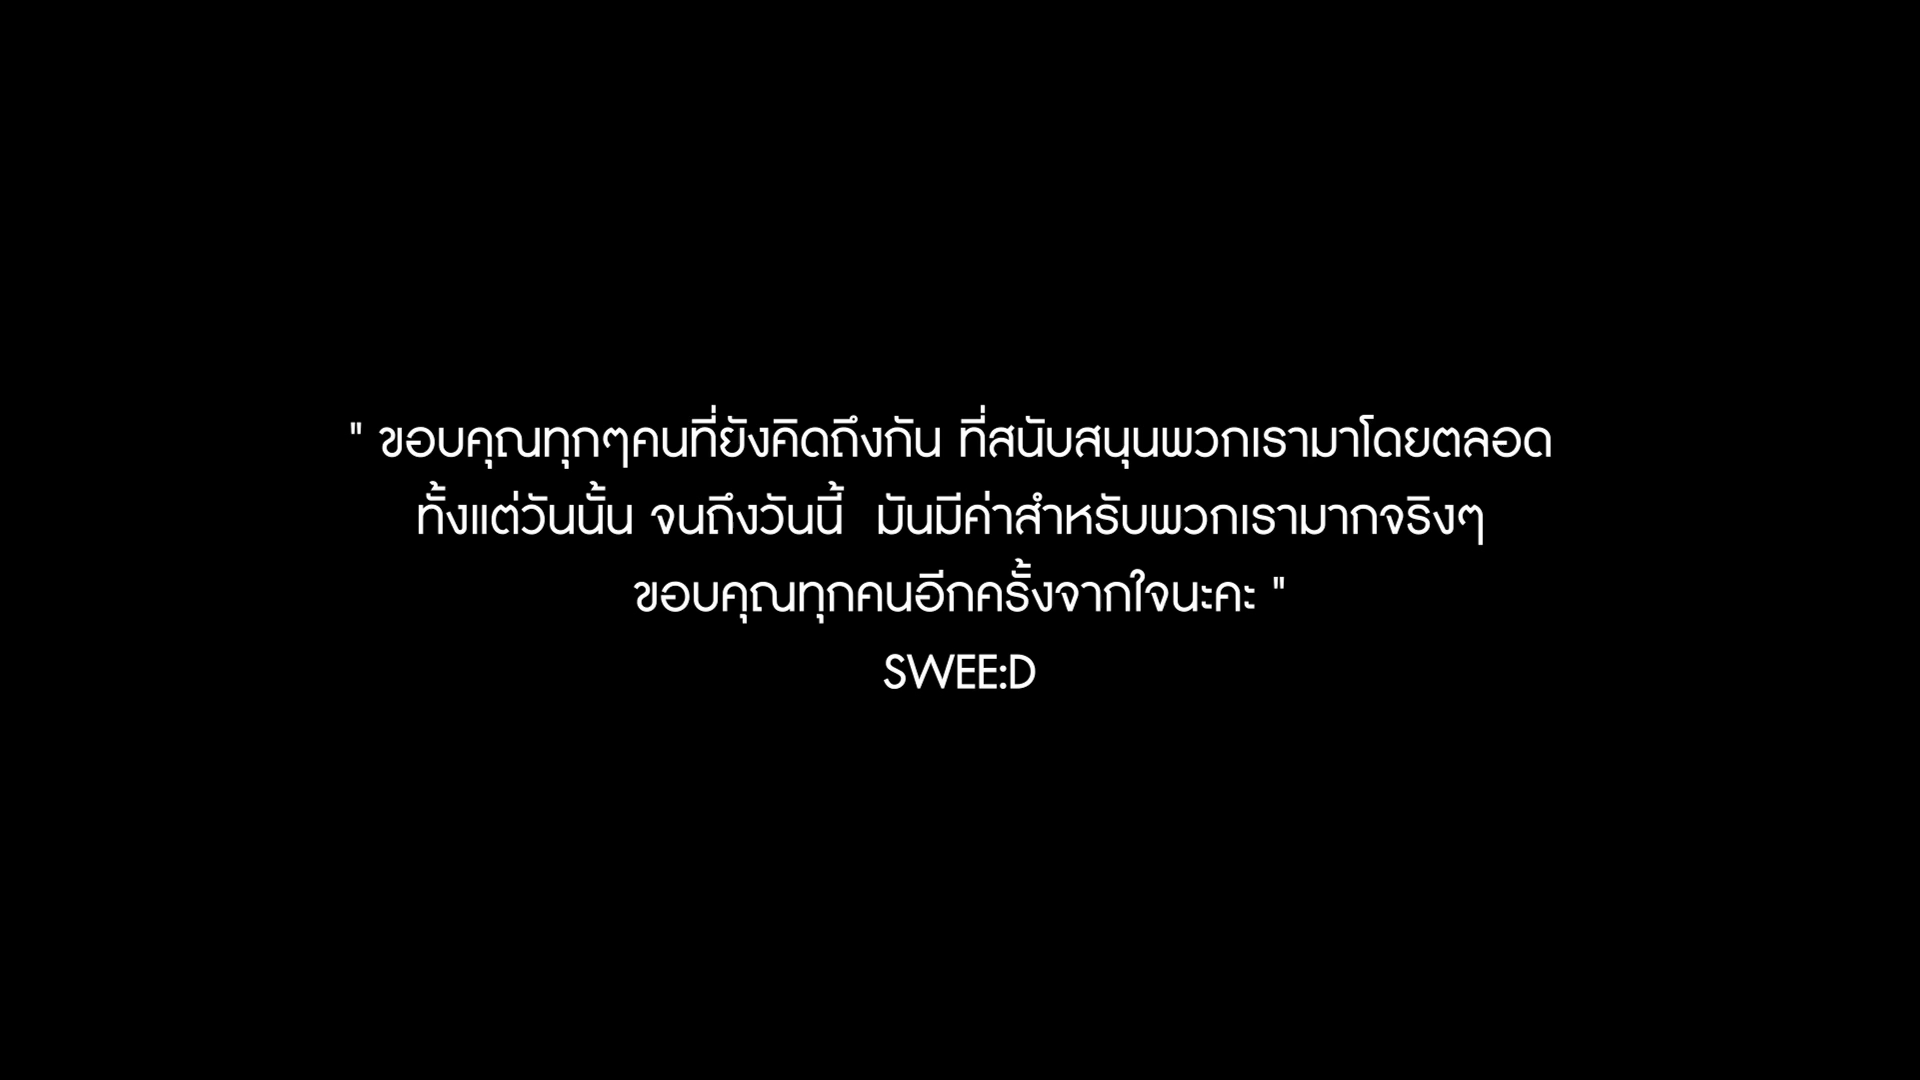 " ขอบคุณทุกๆคนที่ยังคิดถึงกัน ที่สนับสนุนพวกเรามาโดยตลอด
ทั้งแต่วันนั้น จนถึงวันนี้  มันมีค่าสำหรับพวกเรามากจริงๆ
ขอบคุณทุกคนอีกครั้งจากใจนะคะ "
SWEE:D